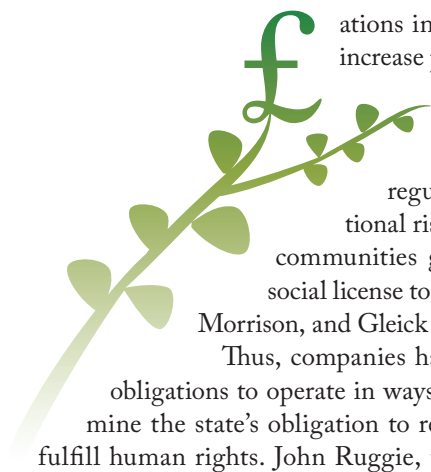 £
ations in
increase
regu
tional ris
communities
social license to
Morrison, and Gleick
Thus, companies ha
obligations to operate in ways
mine the state’s obligation to re
fulfill human rights. John Ruggie,